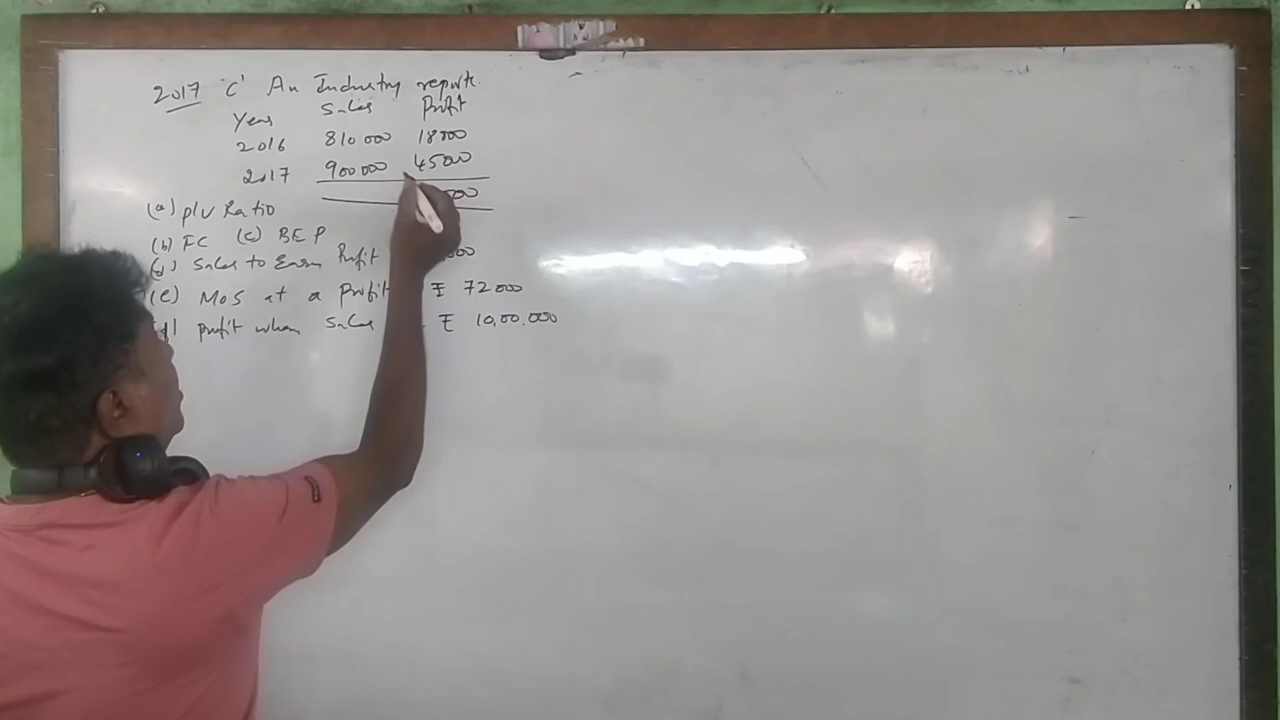 2017 'C' An Industry reports.
Year Sales Profit
2016 810000 18000
2017 900000 45000
(a) P/V Ratio
(b) FC (c) BEP
Sales to Earn Profit
(e) MoS at a Profit ₹ 72000
Profit when Sales ₹ 10,00,000